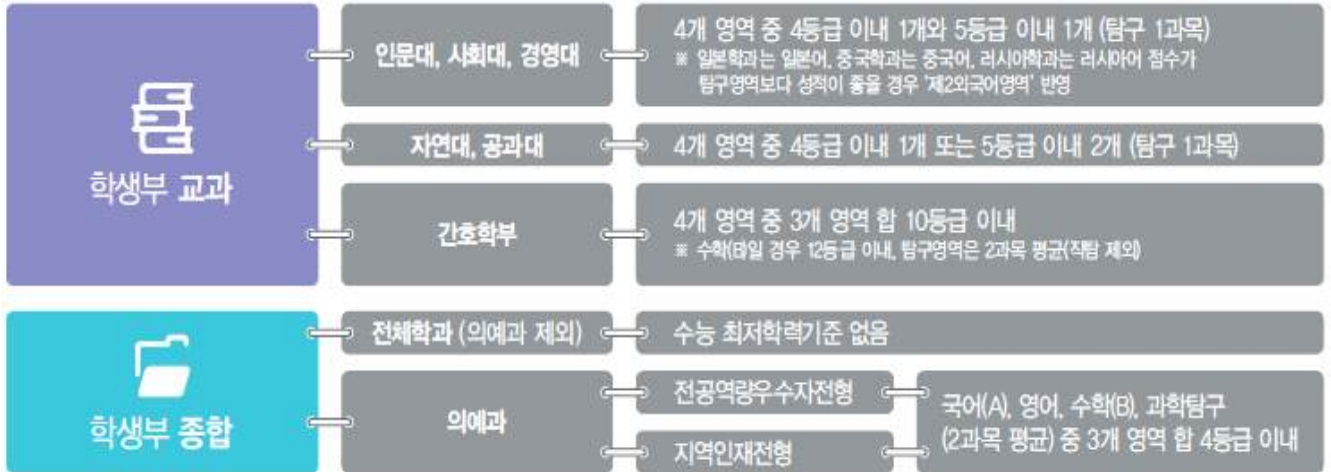 학생부 교과
인문대, 사회대, 경영대
4개 영역 중 4등급 이내 1개와 5등급 이내 1개 (탐구 1과목)
※ 일본학과는 일본어, 중국학과는 중국어, 러시아학과는 러시아어 점수가
탐구영역보다 성적이 좋을 경우 '제2외국어영역' 반영
자연대, 공과대
4개 영역 중 4등급 이내 1개 또는 5등급 이내 2개 (탐구 1과목)
간호학부
4개 영역 중 3개 영역 합 10등급 이내
※ 수학(B)일 경우 12등급 이내, 탐구영역은 2과목 평균(직탐 제외)
학생부 종합
전체학과 (의예과 제외)
수능 최저학력기준 없음
의예과
전공역량우수자전형
지역인재전형
국어(A), 영어, 수학(B), 과학탐구
(2과목 평균) 중 3개 영역 합 4등급 이내